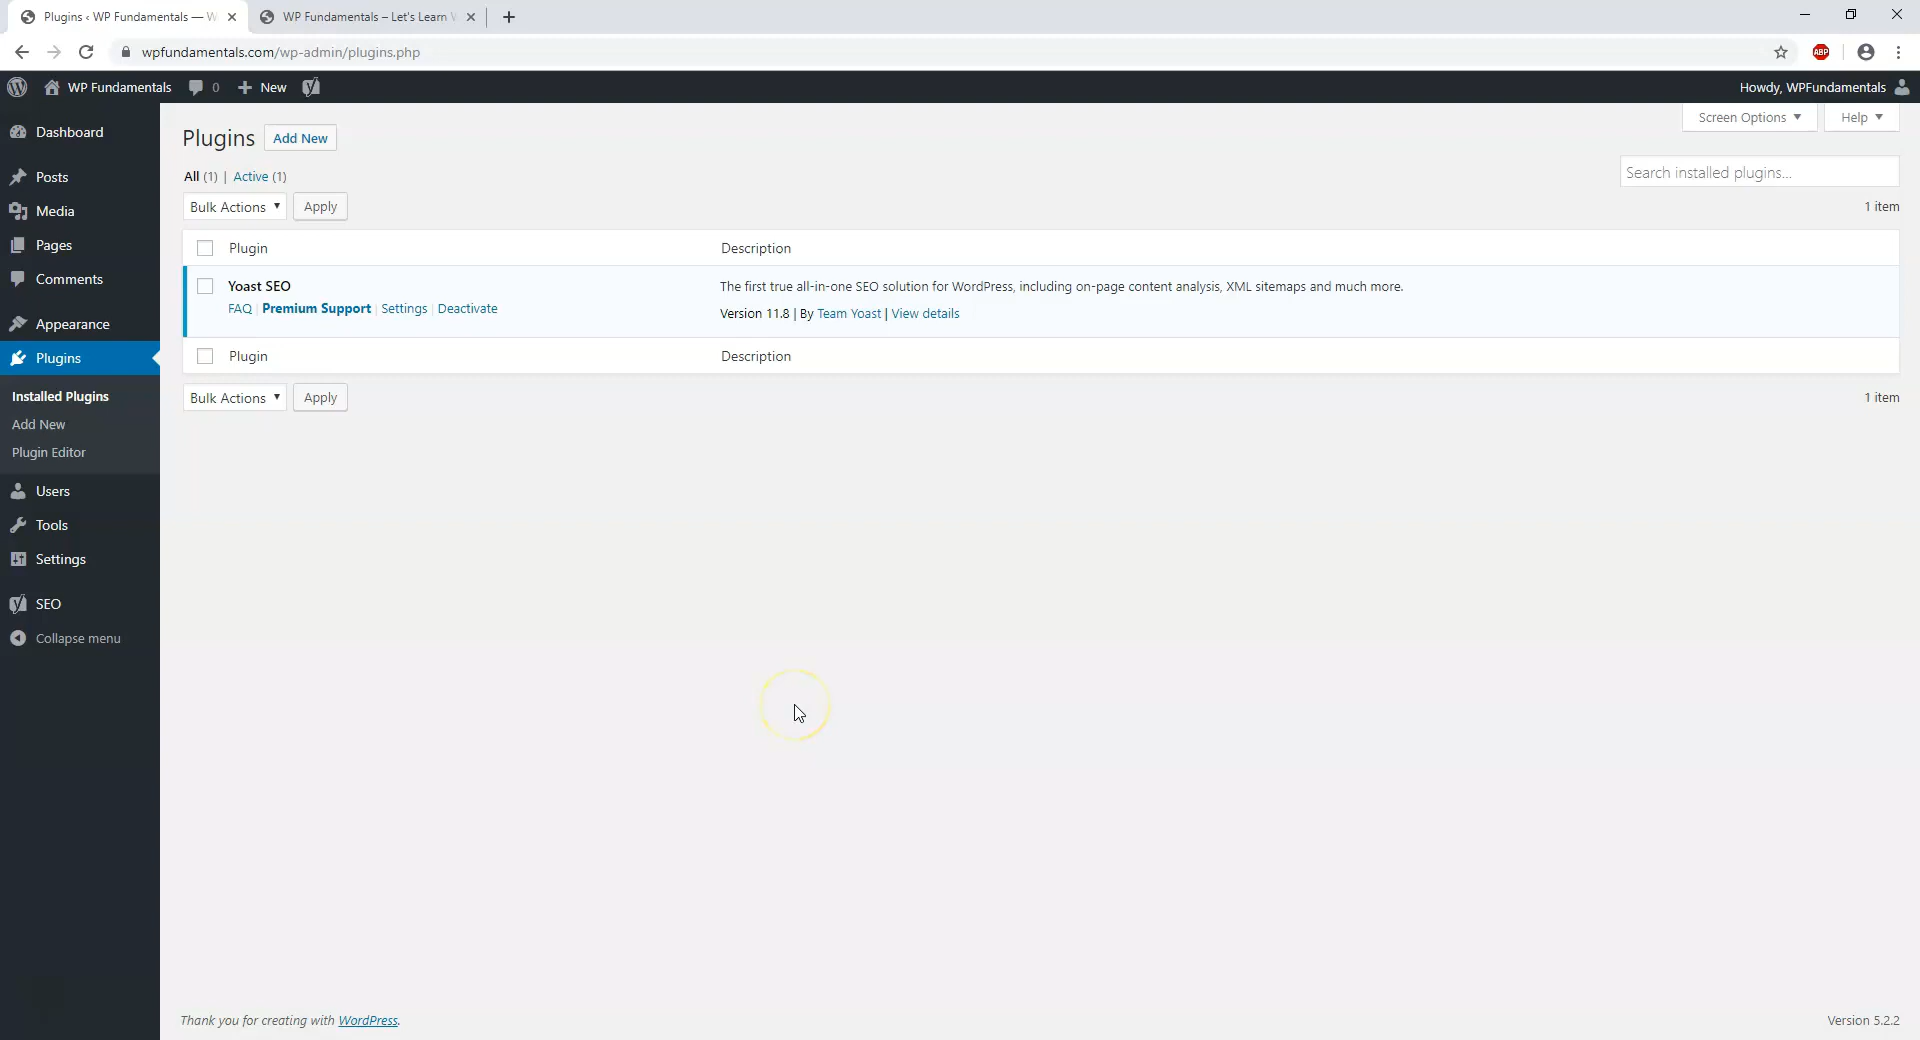 Plugins ‹ WP Fundamentals — W
WP Fundamentals – Let's Learn W
wpfundamentals.com/wp-admin/plugins.php
ABP
WP Fundamentals
0
New
Howdy, WPFundamentals
Screen Options
Help
Dashboard
Posts
Media
Pages
Comments
Appearance
Plugins
Installed Plugins
Add New
Plugin Editor
Users
Tools
Settings
SEO
Collapse menu
Plugins
Add New
All (1) | Active (1)
Search installed plugins...
Bulk Actions
Apply
1 item
Plugin
Description
Yoast SEO
FAQ | Premium Support | Settings | Deactivate
The first true all-in-one SEO solution for WordPress, including on-page content analysis, XML sitemaps and much more.
Version 11.8 | By Team Yoast | View details
Plugin
Description
Bulk Actions
Apply
1 item
Thank you for creating with WordPress.
Version 5.2.2